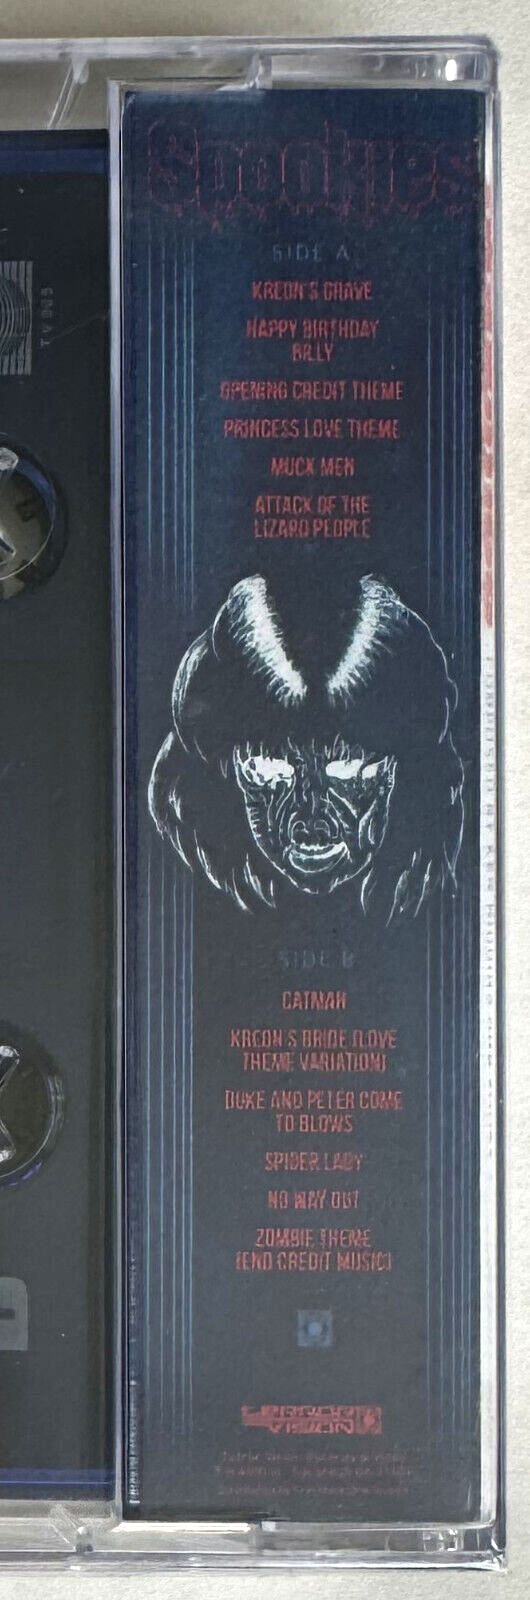 Spookies
SIDE A
KREON'S GRAVE
HAPPY BIRTHDAY
BILLY
OPENING CREDIT THEME
PRINCESS LOVE THEME
MUCK MEN
ATTACK OF THE
LIZARD PEOPLE
SIDE B
CATMAN
KREON'S BRIDE (LOVE
THEME VARIATION)
DUKE AND PETER COME
TO BLOWS
SPIDER LADY
NO WAY OUT
ZOMBIE THEME
(END CREDIT MUSIC)